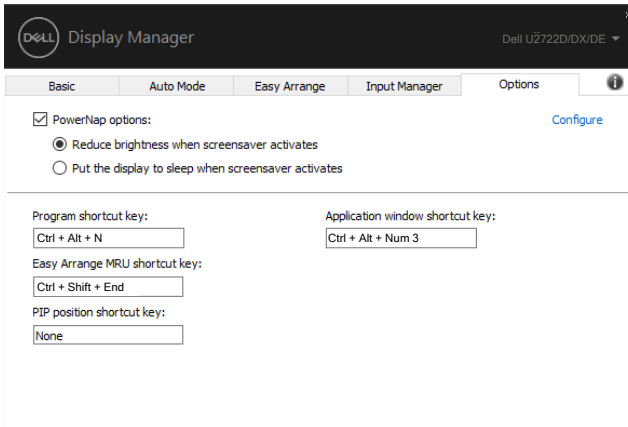 DELL Display Manager
Dell U2722D/DX/DE
Basic Auto Mode Easy Arrange Input Manager Options
PowerNap options: Configure
Reduce brightness when screensaver activates
Put the display to sleep when screensaver activates
Program shortcut key: Application window shortcut key:
Ctrl + Alt + N Ctrl + Alt + Num 3
Easy Arrange MRU shortcut key:
Ctrl + Shift + End
PIP position shortcut key:
None